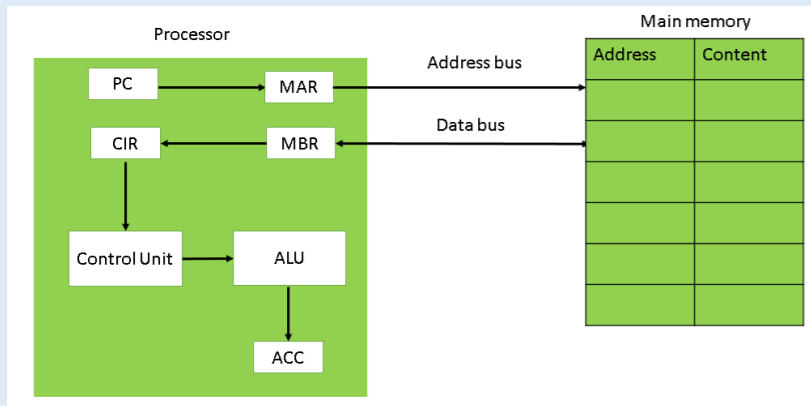 Processor
Main memory
Address bus
Address Content
PC
MAR
Data bus
CIR
MBR
Control Unit
ALU
ACC